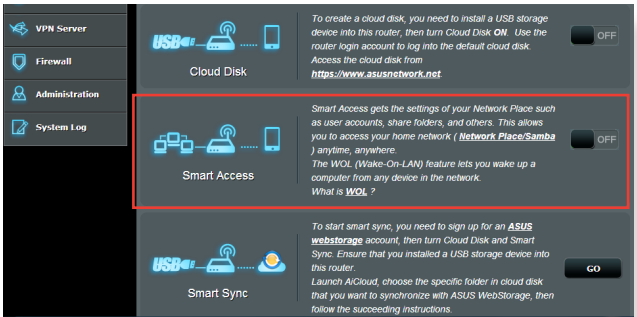 VPN Server
Firewall
Administration
System Log
USB
Cloud Disk
To create a cloud disk, you need to install a USB storage
device into this router, then turn Cloud Disk ON. Use the
router login account to log into the default cloud disk.
Access the cloud disk from
https://www.asusnetwork.net.
OFF
Smart Access
Smart Access gets the settings of your Network Place such
as user accounts, share folders, and others. This allows
you to access your home network ( Network Place/Samba
) anytime, anywhere.
The WOL (Wake-On-LAN) feature lets you wake up a
computer from any device in the network.
What is WOL ?
OFF
USB
Smart Sync
To start smart sync, you need to sign up for an ASUS
webstorage account, then turn Cloud Disk and Smart
Sync. Ensure that you installed a USB storage device into
this router.
Launch AiCloud, choose the specific folder in cloud disk
that you want to synchronize with ASUS WebStorage, then
follow the succeeding instructions.
GO